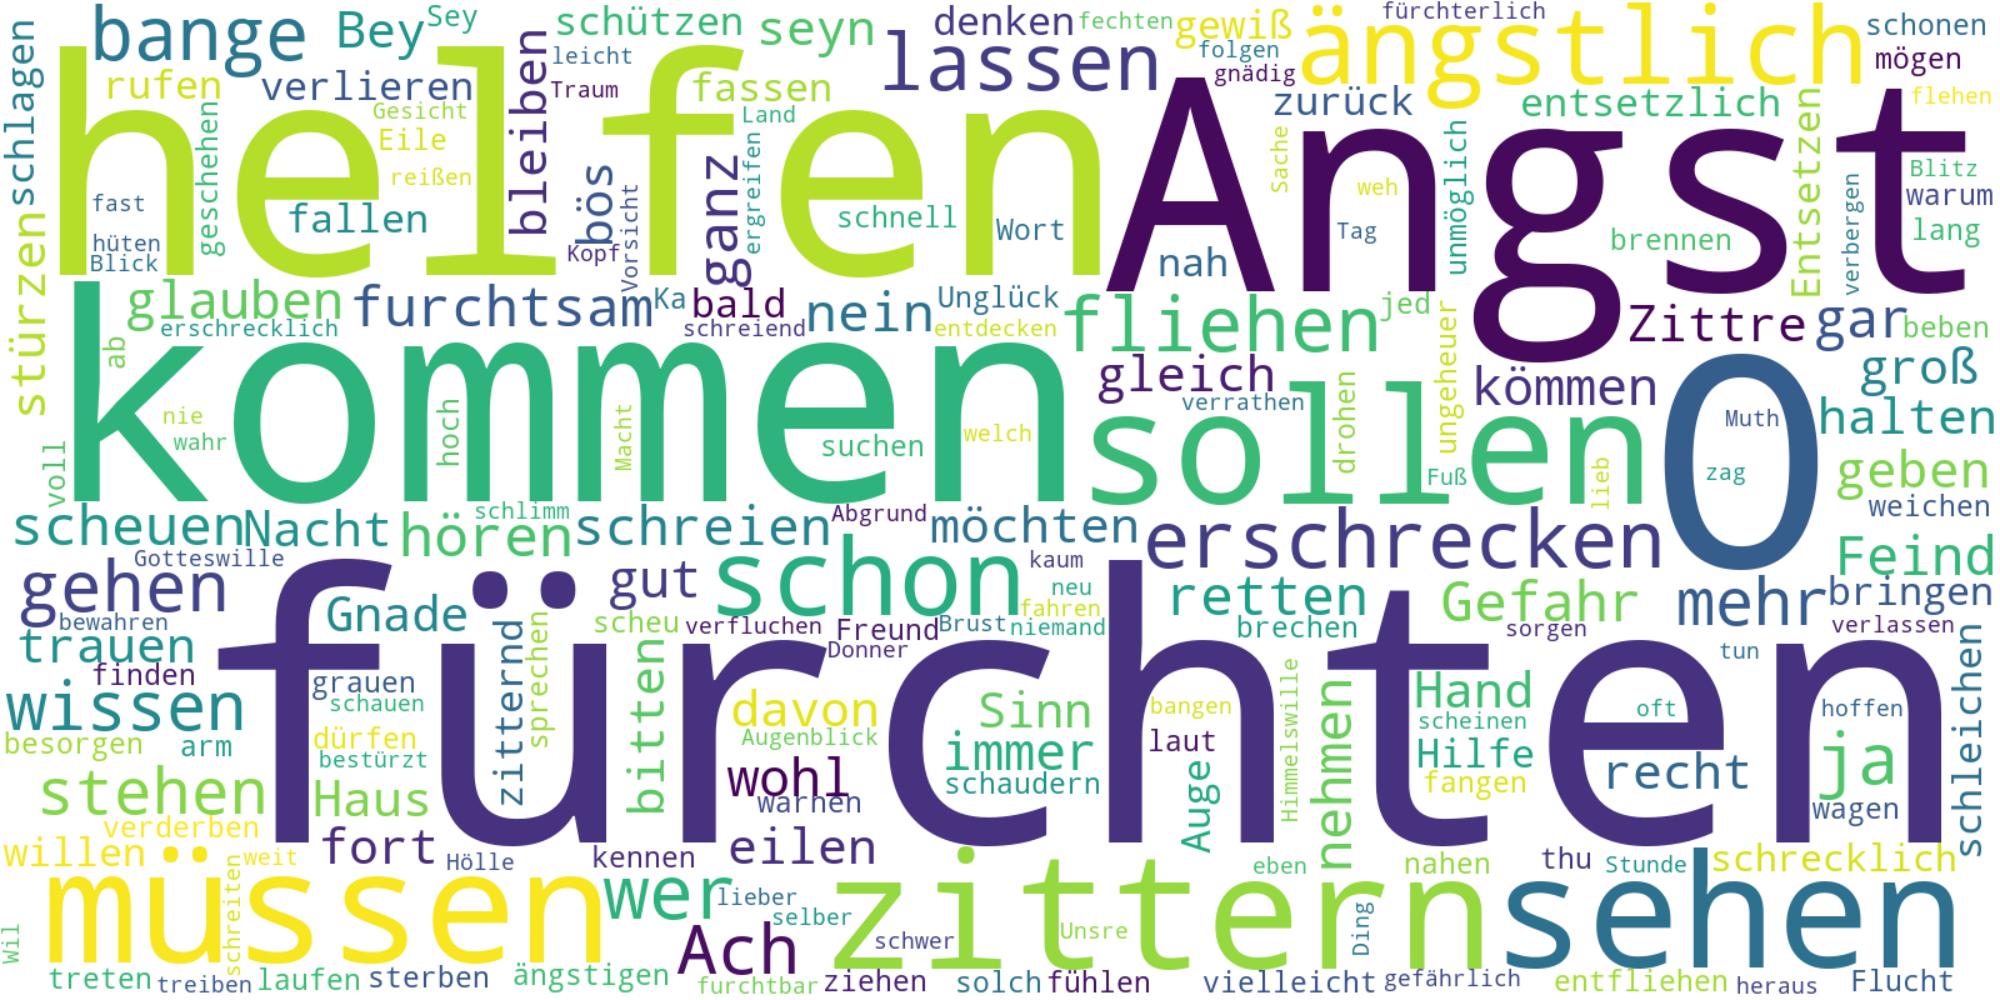 schlagen
bange
Bey
Sey
schützen
seyn
denken
fechten
gewiß
fürchterlich
ängstlich
schonen
mögen
rufen
verlieren
bleiben
leicht
Traum
fassen
lassen
folgen
gnädig
zurück
entsetzlich
flehen
helfen
Angst
Gesicht
Eile
reißen
geschehen
fallen
fast
hüten
Blick
bös
Kopf
Vorsicht
ganz
Land
ergreifen
schnell
Wort
nah
Sache
weh
Tag
unmöglich
brennen
Entsetzen
verbergen
Blitz
warum
lang
stürzen
glauben
erschrecklich
furchtsam
Ka
bald
schreiend
nein
Unglück
entdecken
fliehen
jed
ungeheuer
Zittre
gar
beben
ab
kommen
nie
wahr
hoch
Macht
suchen
welch
gleich
verrathen
sollen
drohen
Fuß
lieb
kömmen
O
Muth
zag
groß
halten
geben
weichen
voll
scheuen
Nacht
hören
schlimm
schreien
Abgrund
möchten
erschrecken
Feind
Gotteswille
gehen
bewahren
Gnade
zitternd
sprechen
gut
schon
kaum
neu
fahren
niemand
retten
brechen
Gefahr
sorgen
mehr
bringen
verlassen
trauen
finden
fürchten
scheu
verfluchen
Freund
Brust
Donner
tun
schleichen
wissen
grauen
schauen
bitten
davon
Augenblick
Sinn
immer
schaudern
bangen
laut
Himmelswille
nehmen
Hand
scheinen
Hilfe
fangen
oft
recht
hoffen
ja
wagen
besorgen
arm
dürfen
bestürzt
wohl
warnen
Auge
stehen
Haus
verderben
willen
weit
fort
Hölle
kennen
eilen
eben
nahen
thu
Stunde
schrecklich
müssen
schreiten
wer
lieber
selber
zittern
Unsre
Ding
sehen
Wil
Ach
schwer
treten
treiben
laufen
sterben
ängstigen
furchtbar
ziehen
solch
fühlen
vielleicht
gefährlich
entfliehen
heraus
Flucht